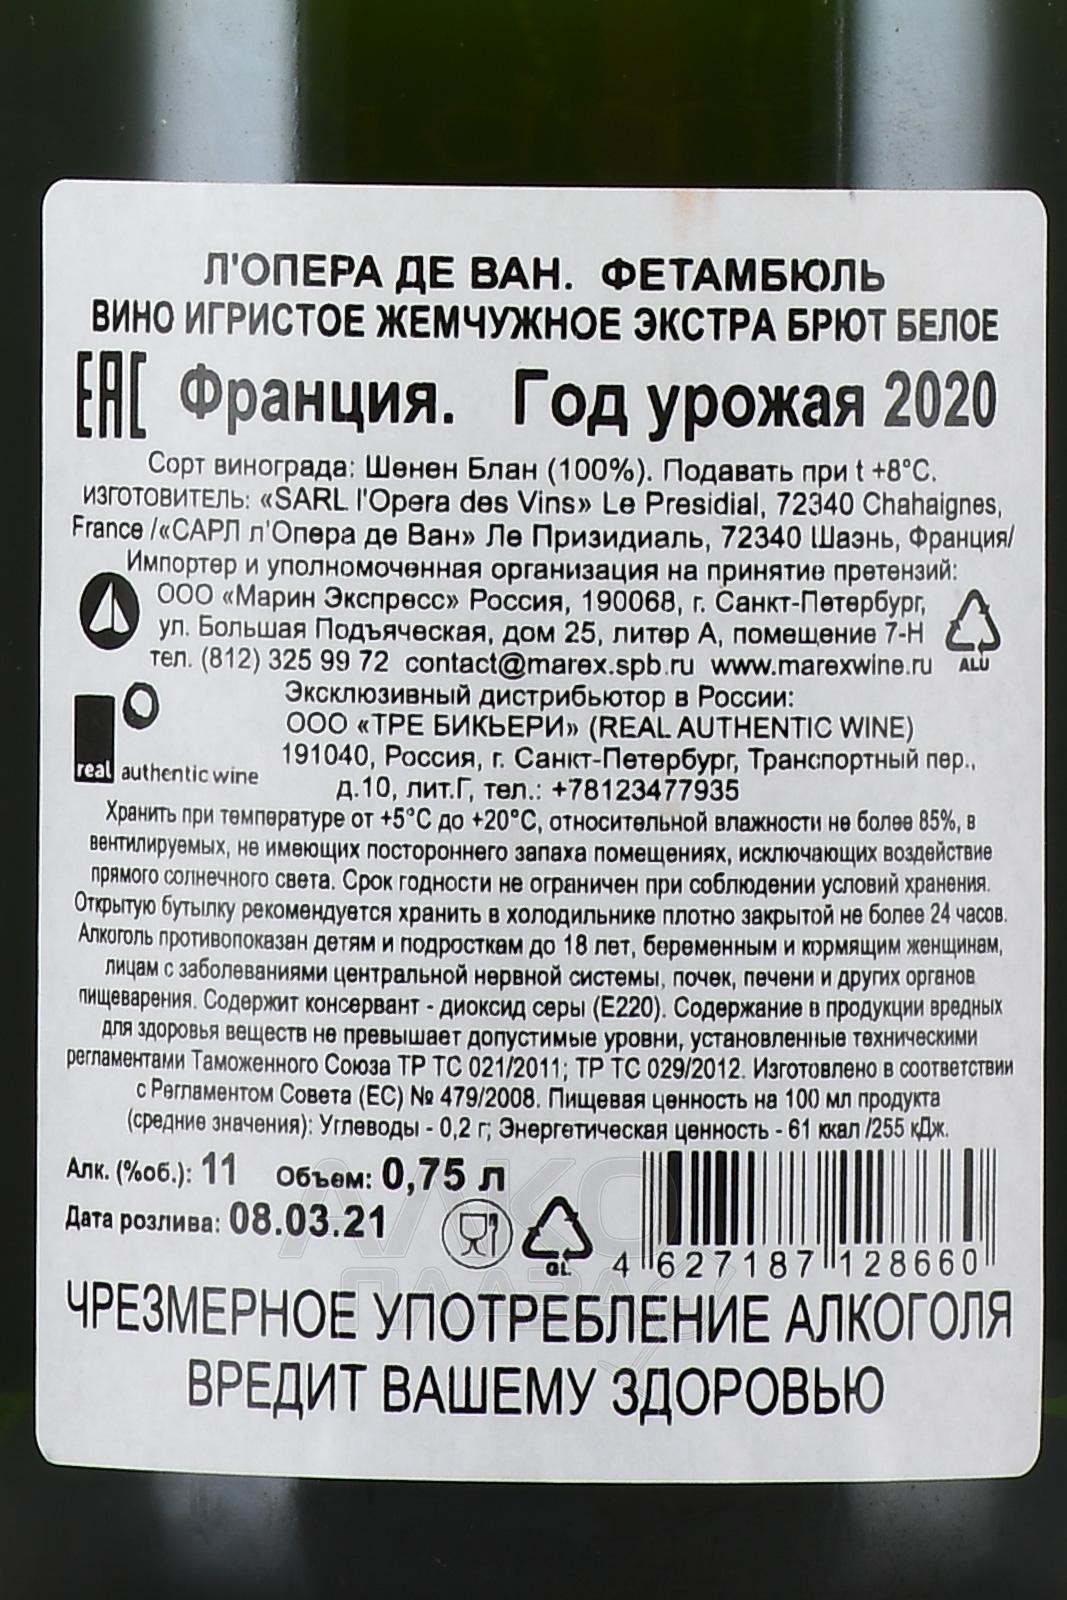 Л'ОПЕРА ДЕ ВАН. ФЕТАМБЮЛЬ
ВИНО ИГРИСТОЕ ЖЕМЧУЖНОЕ ЭКСТРА БРЮТ БЕЛОЕ
EAC Франция. Год урожая 2020
Сорт винограда: Шенен Блан (100%). Подавать при t +8°С.
ИЗГОТОВИТЕЛЬ: «SARL l'Opera des Vins» Le Presidial, 72340 Chahaignes,
France /«САРЛ л'Опера де Ван» Ле Призидиаль, 72340 Шаэнь, Франция/
Импортер и уполномоченная организация на принятие претензий:
ООО «Марин Экспресс» Россия, 190068, г. Санкт-Петербург,
ул. Большая Подъяческая, дом 25, литер А, помещение 7-Н
тел. (812) 325 99 72 contact@marex.spb.ru www.marexwine.ru
ALU
Эксклюзивный дистрибьютор в России:
ООО «ТРЕ БИКЬЕРИ» (REAL AUTHENTIC WINE)
191040, Россия, г. Санкт-Петербург, Транспортный пер.,
real authentic wine
д.10, лит.Г, тел.: +78123477935
Хранить при температуре от +5°С до +20°С, относительной влажности не более 85%, в
вентилируемых, не имеющих постороннего запаха помещениях, исключающих воздействие
прямого солнечного света. Срок годности не ограничен при соблюдении условий хранения.
Открытую бутылку рекомендуется хранить в холодильнике плотно закрытой не более 24 часов.
Алкоголь противопоказан детям и подросткам до 18 лет, беременным и кормящим женщинам,
лицам с заболеваниями центральной нервной системы, почек, печени и других органов
пищеварения. Содержит консервант - диоксид серы (Е220). Содержание в продукции вредных
для здоровья веществ не превышает допустимые уровни, установленные техническими
регламентами Таможенного Союза ТР ТС 021/2011; ТР ТС 029/2012. Изготовлено в соответствии
с Регламентом Совета (ЕС) № 479/2008. Пищевая ценность на 100 мл продукта
(средние значения): Углеводы - 0,2 г; Энергетическая ценность - 61 ккал /255 кДж.
Алк. (%об.): 11 Объем: 0,75 л
Дата розлива: 08.03.21
GL
4 627187 128660
АЛКО
ПЛАЗА
ЧРЕЗМЕРНОЕ УПОТРЕБЛЕНИЕ АЛКОГОЛЯ
ВРЕДИТ ВАШЕМУ ЗДОРОВЬЮ